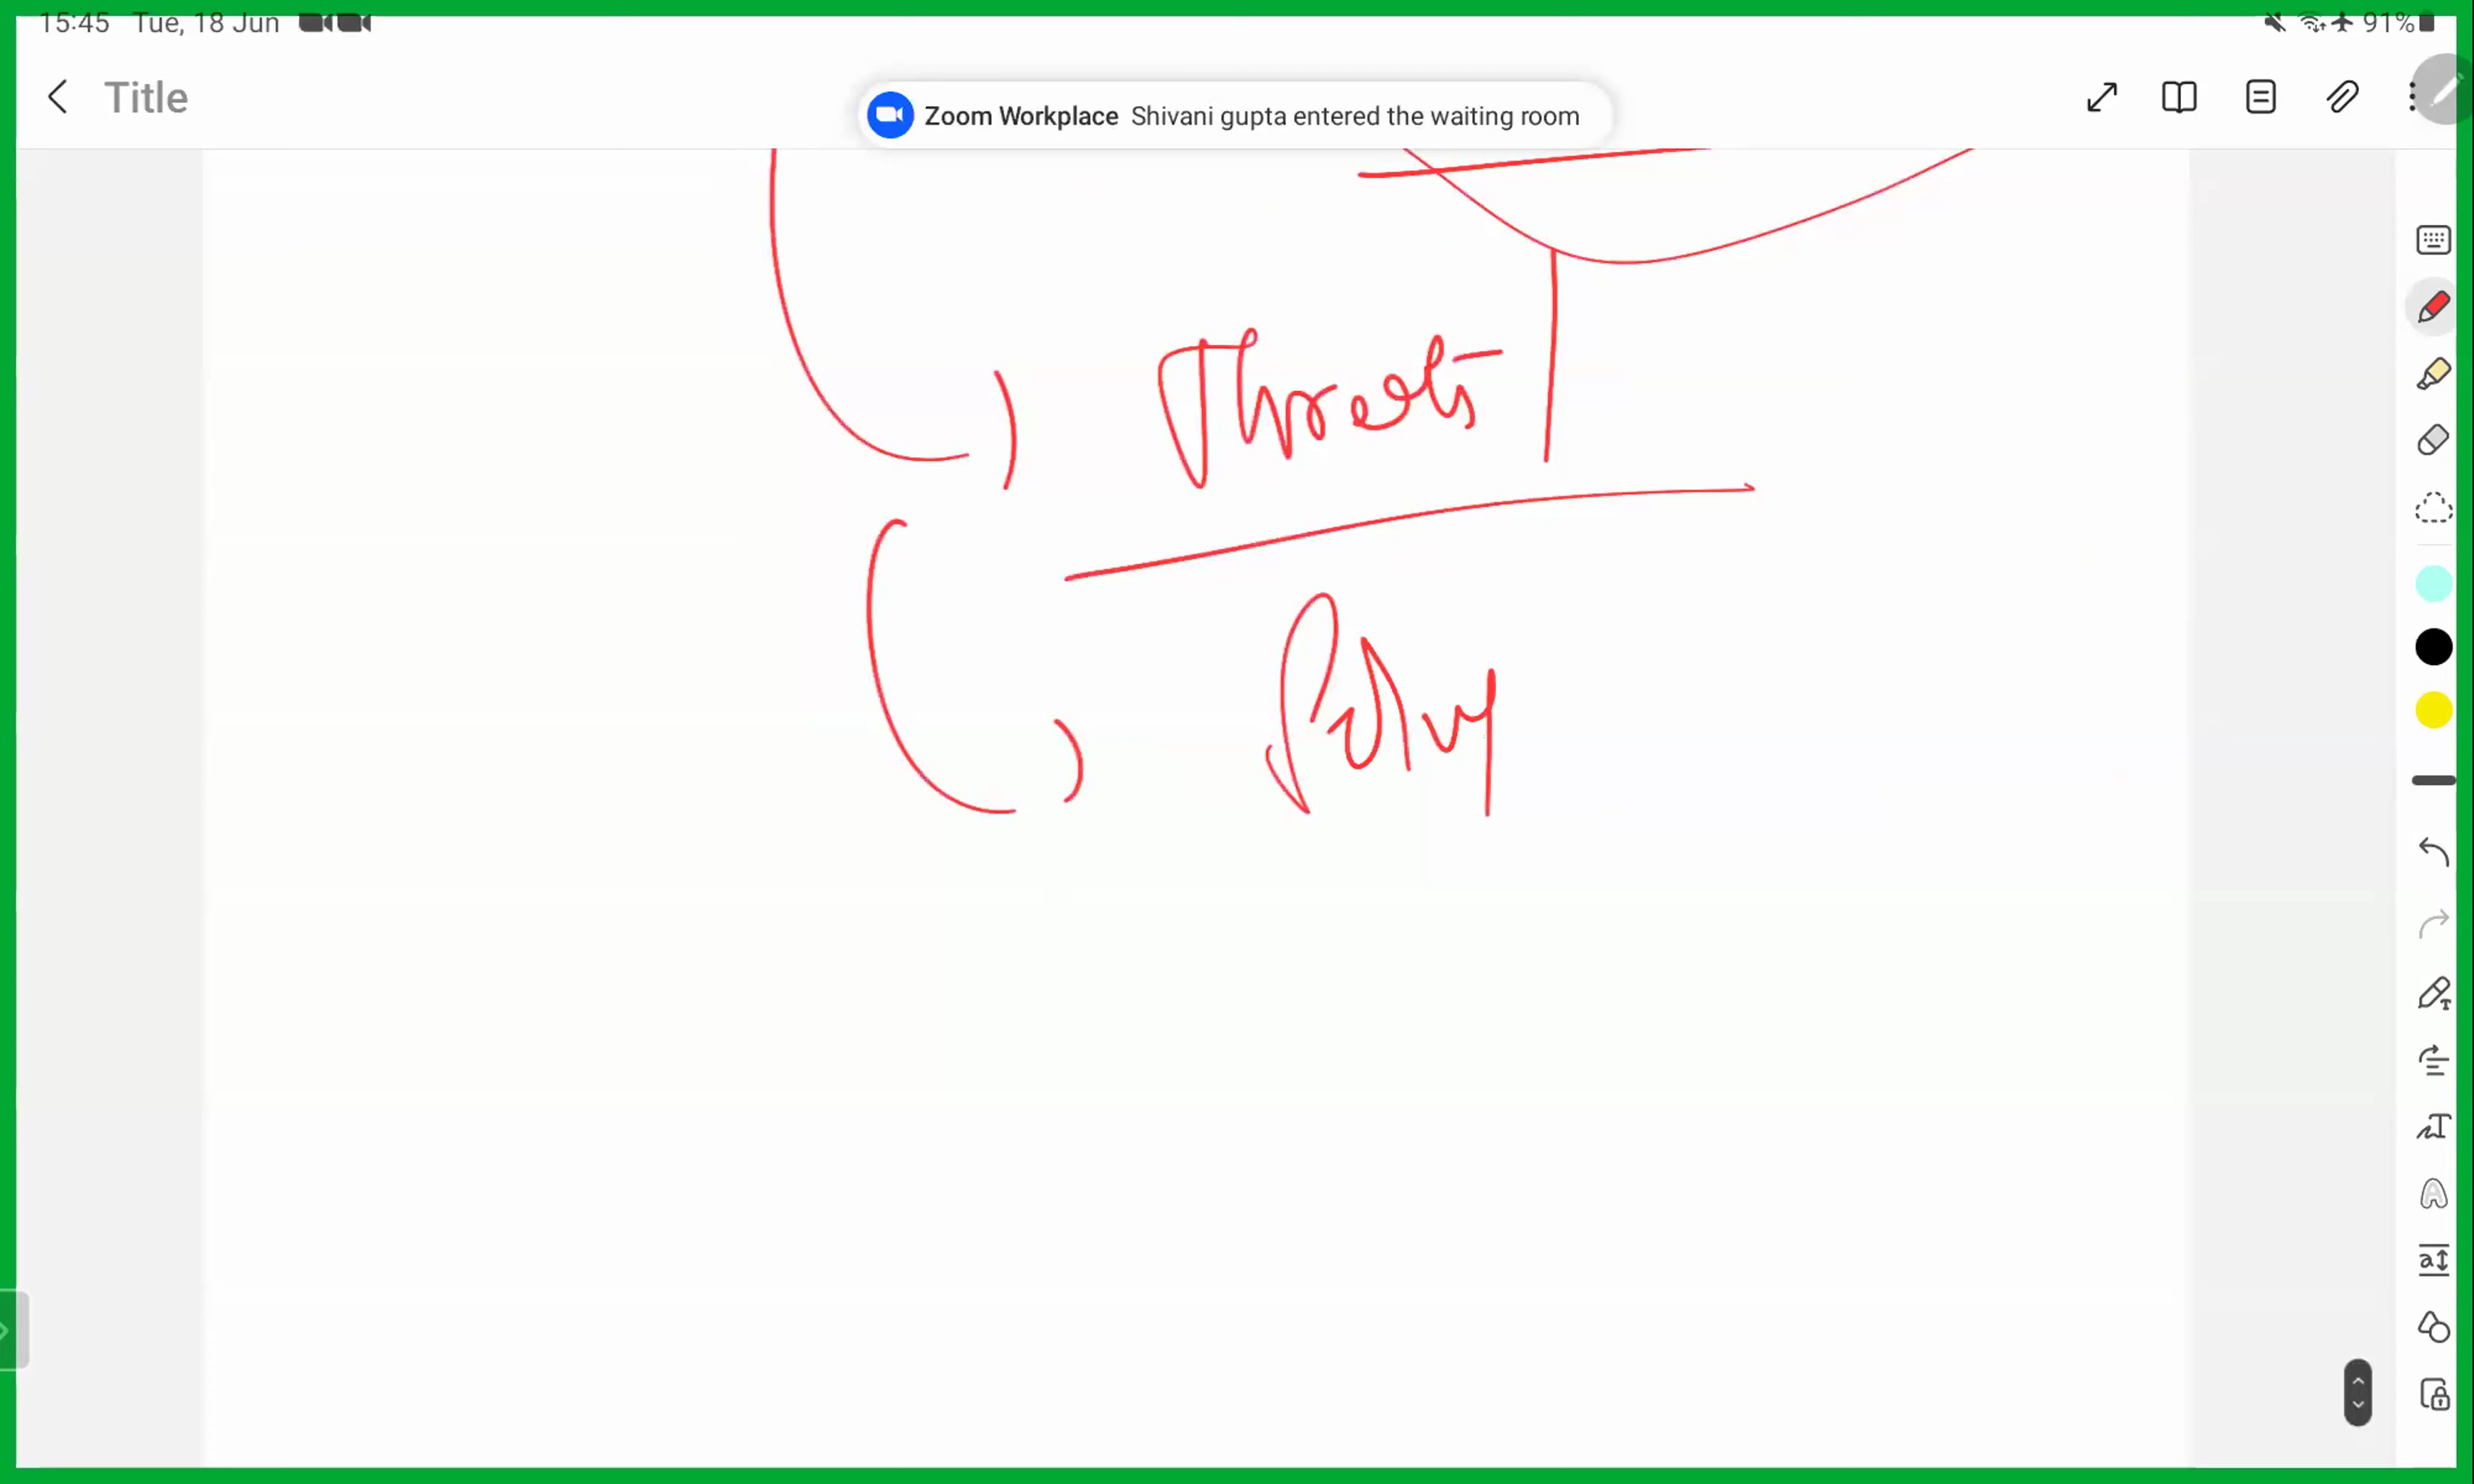 15:45 Tue, 18 Jun 91%
Title
Zoom Workplace Shivani gupta entered the waiting room
Threats
Policy